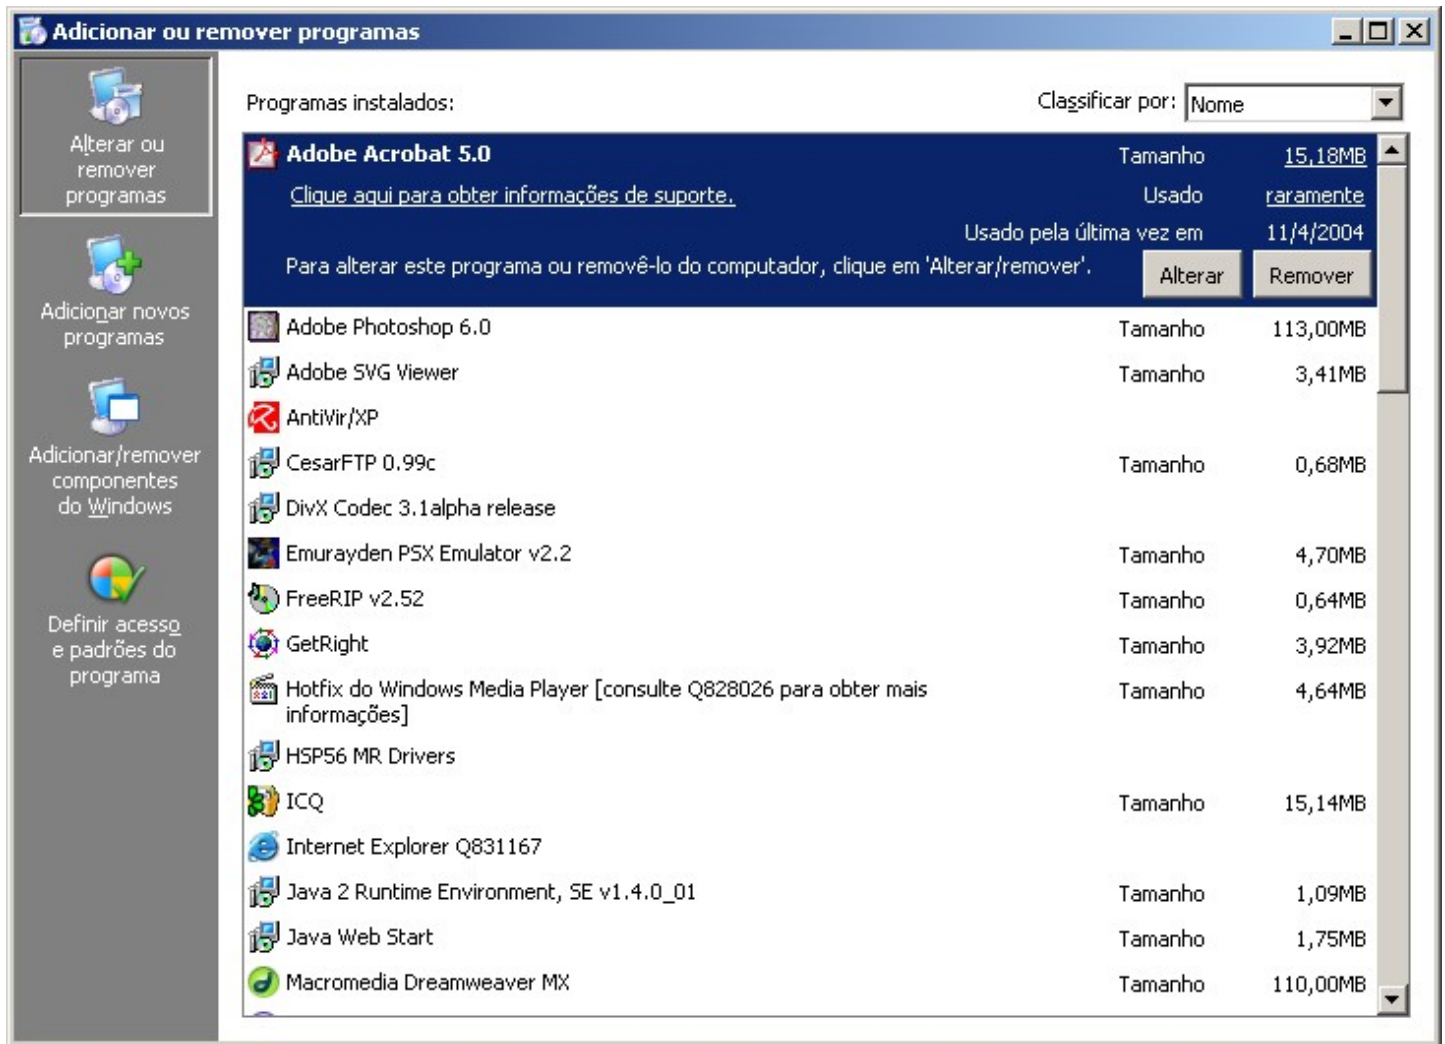 Adicionar ou remover programas
Alterar ou
remover
programas
Adicionar novos
programas
Adicionar/remover
componentes
do Windows
Definir acesso
e padrões do
programa
Programas instalados:
Classificar por: Nome
Adobe Acrobat 5.0 Tamanho 15,18MB
Clique aqui para obter informações de suporte. Usado raramente
Usado pela última vez em 11/4/2004
Para alterar este programa ou removê-lo do computador, clique em 'Alterar/remover'. Alterar Remover
Adobe Photoshop 6.0 Tamanho 113,00MB
Adobe SVG Viewer Tamanho 3,41MB
AntiVir/XP
CesarFTP 0.99c Tamanho 0,68MB
DivX Codec 3.1alpha release
Emurayden PSX Emulator v2.2 Tamanho 4,70MB
FreeRIP v2.52 Tamanho 0,64MB
GetRight Tamanho 3,92MB
Hotfix do Windows Media Player [consulte Q828026 para obter mais Tamanho 4,64MB
informações]
HSP56 MR Drivers
ICQ Tamanho 15,14MB
Internet Explorer Q831167
Java 2 Runtime Environment, SE v1.4.0_01 Tamanho 1,09MB
Java Web Start Tamanho 1,75MB
Macromedia Dreamweaver MX Tamanho 110,00MB